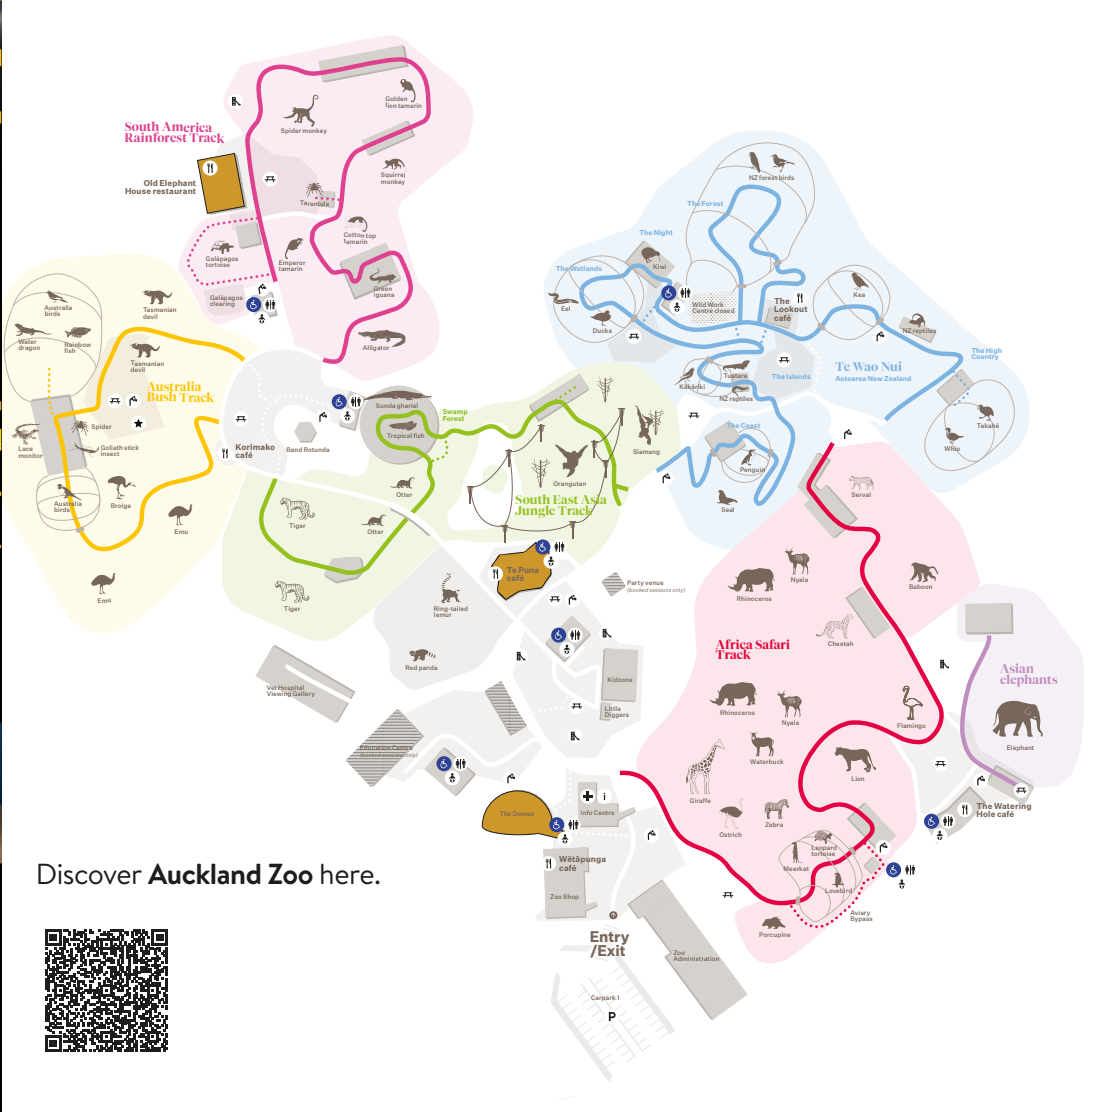 South America
Rainforest Track
Old Elephant
House restaurant
Spider monkey
Golden
lion tamarin
Squirrel
monkey
Tarantula
Cotton top
tamarin
Emperor
tamarin
Green
iguana
Alligator
Galápagos
tortoise
Galápagos
clearing
Australia
birds
Tasmanian
devil
Water
dragon
Rainbow
fish
Tasmanian
devil
Australia
Bush Track
Spider
Goliath stick
insect
Lace
monitor
Australia
birds
Brolga
Emu
Emu
Korimako
café
Band Rotunda
Sunda gharial
Tropical fish
Swamp
Forest
Otter
Otter
Tiger
Tiger
Orangutan
Siamang
South East Asia
Jungle Track
NZ forest birds
The Forest
The Night
Kiwi
The Wetlands
Eel
Ducks
Wild Work
Centre closed
The
Lookout
café
Kea
NZ reptiles
The High
Country
Te Wao Nui
Aotearoa New Zealand
The Islands
Tuatara
Kākāriki
NZ reptiles
The Coast
Penguin
Seal
Takahē
Whio
Te Puna
café
Party venue
(booked sessions only)
Ring-tailed
lemur
Red panda
Vet Hospital
Viewing Gallery
(booked sessions only)
Kidzone
Little
Diggers
The Domes
Info Centre
i
Wētāpunga
café
Zoo Shop
Entry
/Exit
Zoo
Administration
Carpark 1
P
Africa Safari
Track
Serval
Nyala
Rhinoceros
Baboon
Cheetah
Rhinoceros
Nyala
Flamingo
Waterbuck
Lion
Giraffe
Ostrich
Zebra
Leopard
tortoise
Meerkat
Lovebird
Aviary
Bypass
Porcupine
Asian
elephants
Elephant
The Watering
Hole café
Discover Auckland Zoo here.